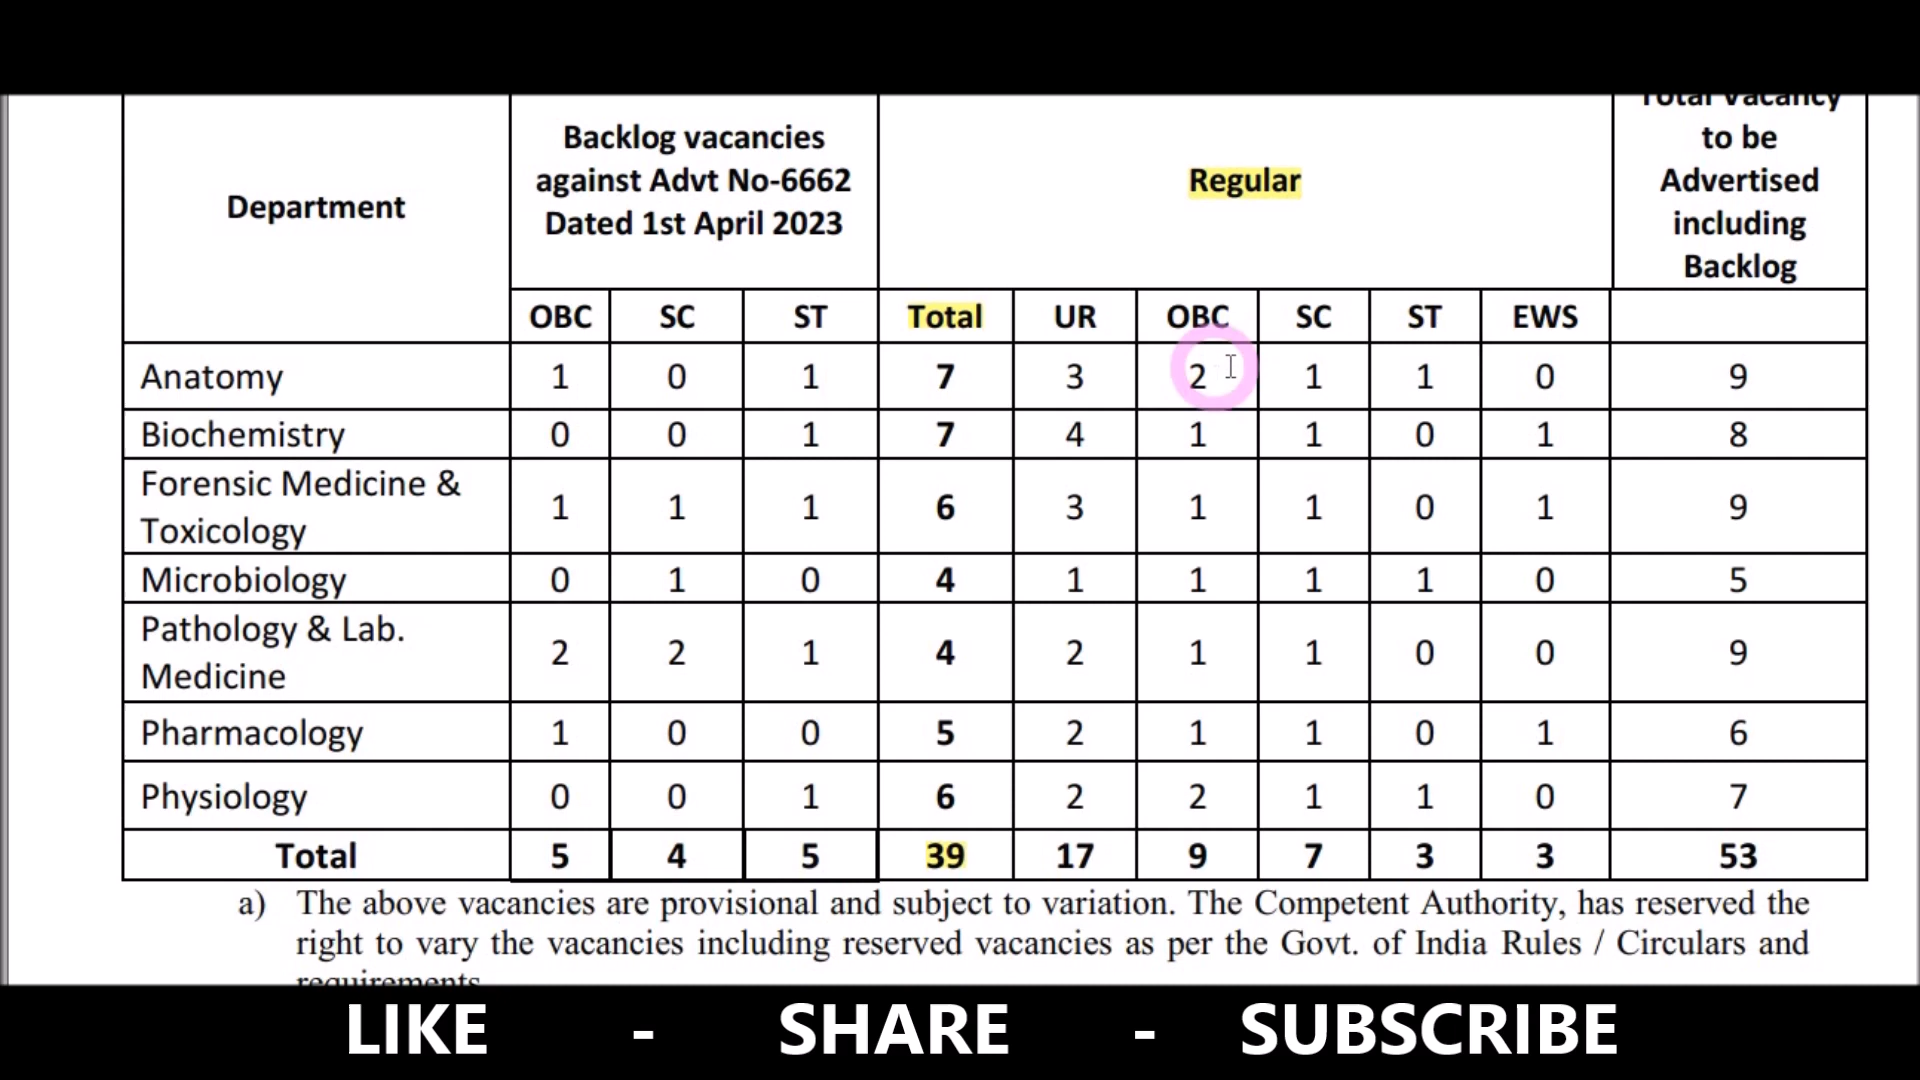 Total Vacancy
Backlog vacancies to be
against Advt No-6662 Regular Advertised
Department
Dated 1st April 2023 including
Backlog
OBC SC ST Total UR OBC SC ST EWS
Anatomy 1 0 1 7 3 2 1 1 0 9
Biochemistry 0 0 1 7 4 1 1 0 1 8
Forensic Medicine &
Toxicology 1 1 1 6 3 1 1 0 1 9
Microbiology 0 1 0 4 1 1 1 1 0 5
Pathology & Lab.
Medicine 2 2 1 4 2 1 1 0 0 9
Pharmacology 1 0 0 5 2 1 1 0 1 6
Physiology 0 0 1 6 2 2 1 1 0 7
Total 5 4 5 39 17 9 7 3 3 53
a) The above vacancies are provisional and subject to variation. The Competent Authority, has reserved the
right to vary the vacancies including reserved vacancies as per the Govt. of India Rules / Circulars and
requirements
LIKE - SHARE - SUBSCRIBE